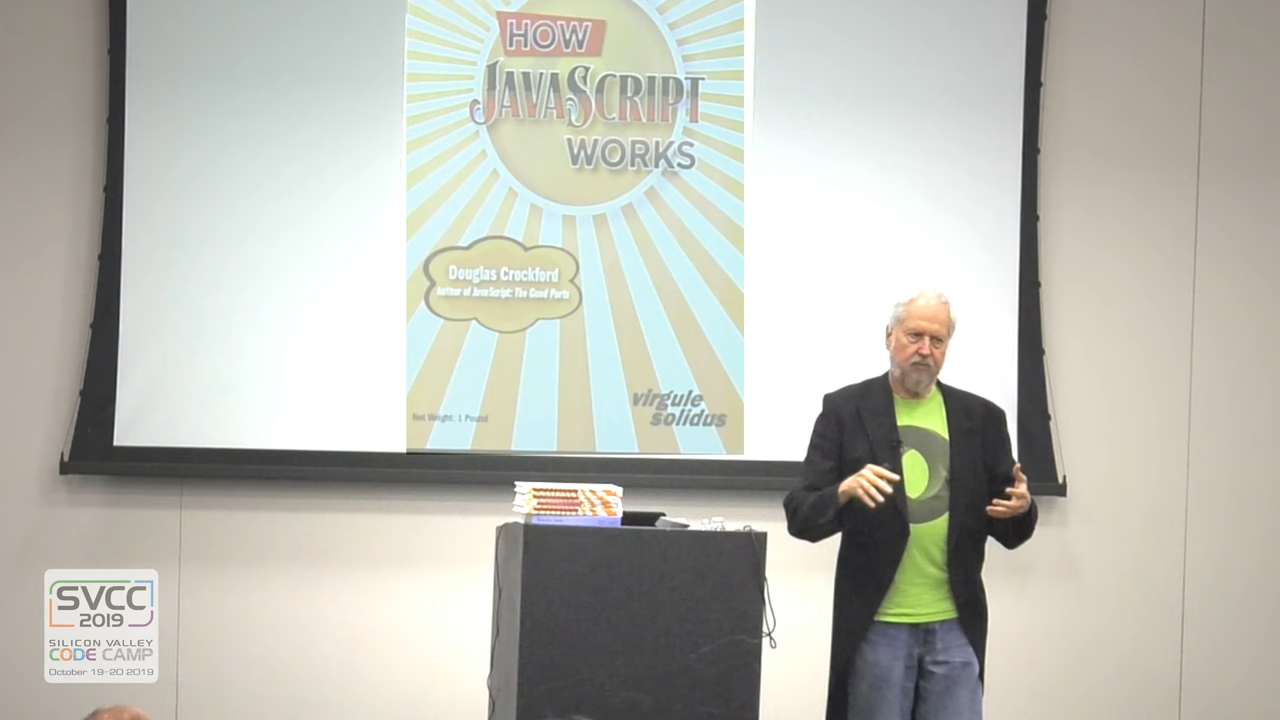 HOW
JAVASCRIPT
WORKS
Douglas Crockford
Author of JavaScript: The Good Parts
Net Weight: 1 Pound
virgule
solidus
SVCC
2019
SILICON VALLEY
CODE CAMP
October 19-20 2019